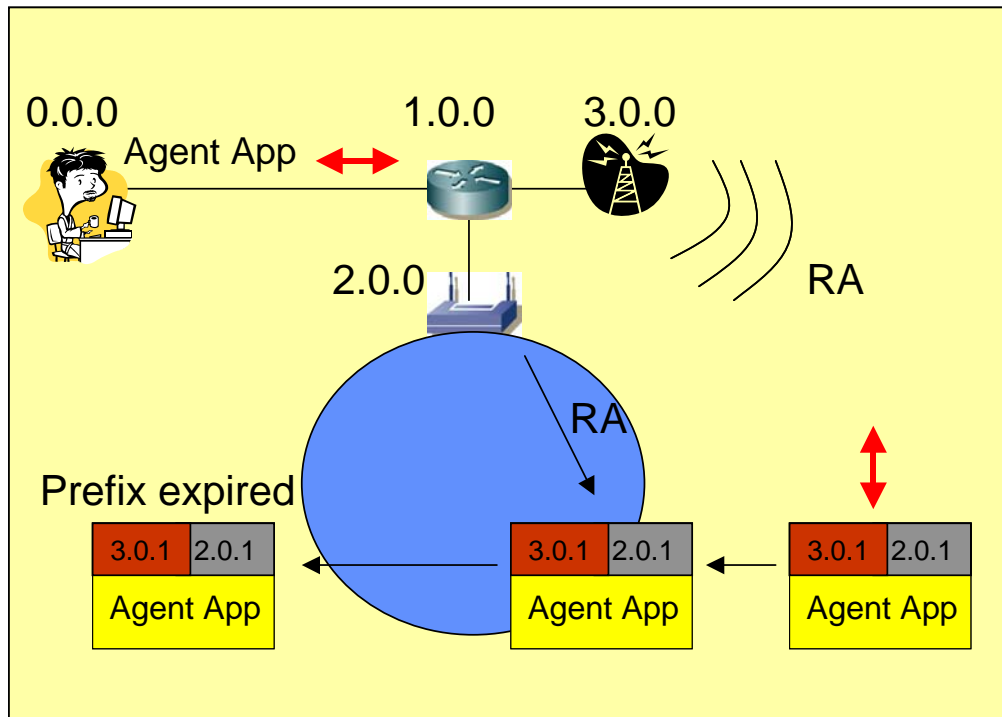 0.0.0
1.0.0
3.0.0
Agent App
2.0.0
RA
RA
Prefix expired
3.0.1 2.0.1
Agent App
3.0.1 2.0.1
Agent App
3.0.1 2.0.1
Agent App